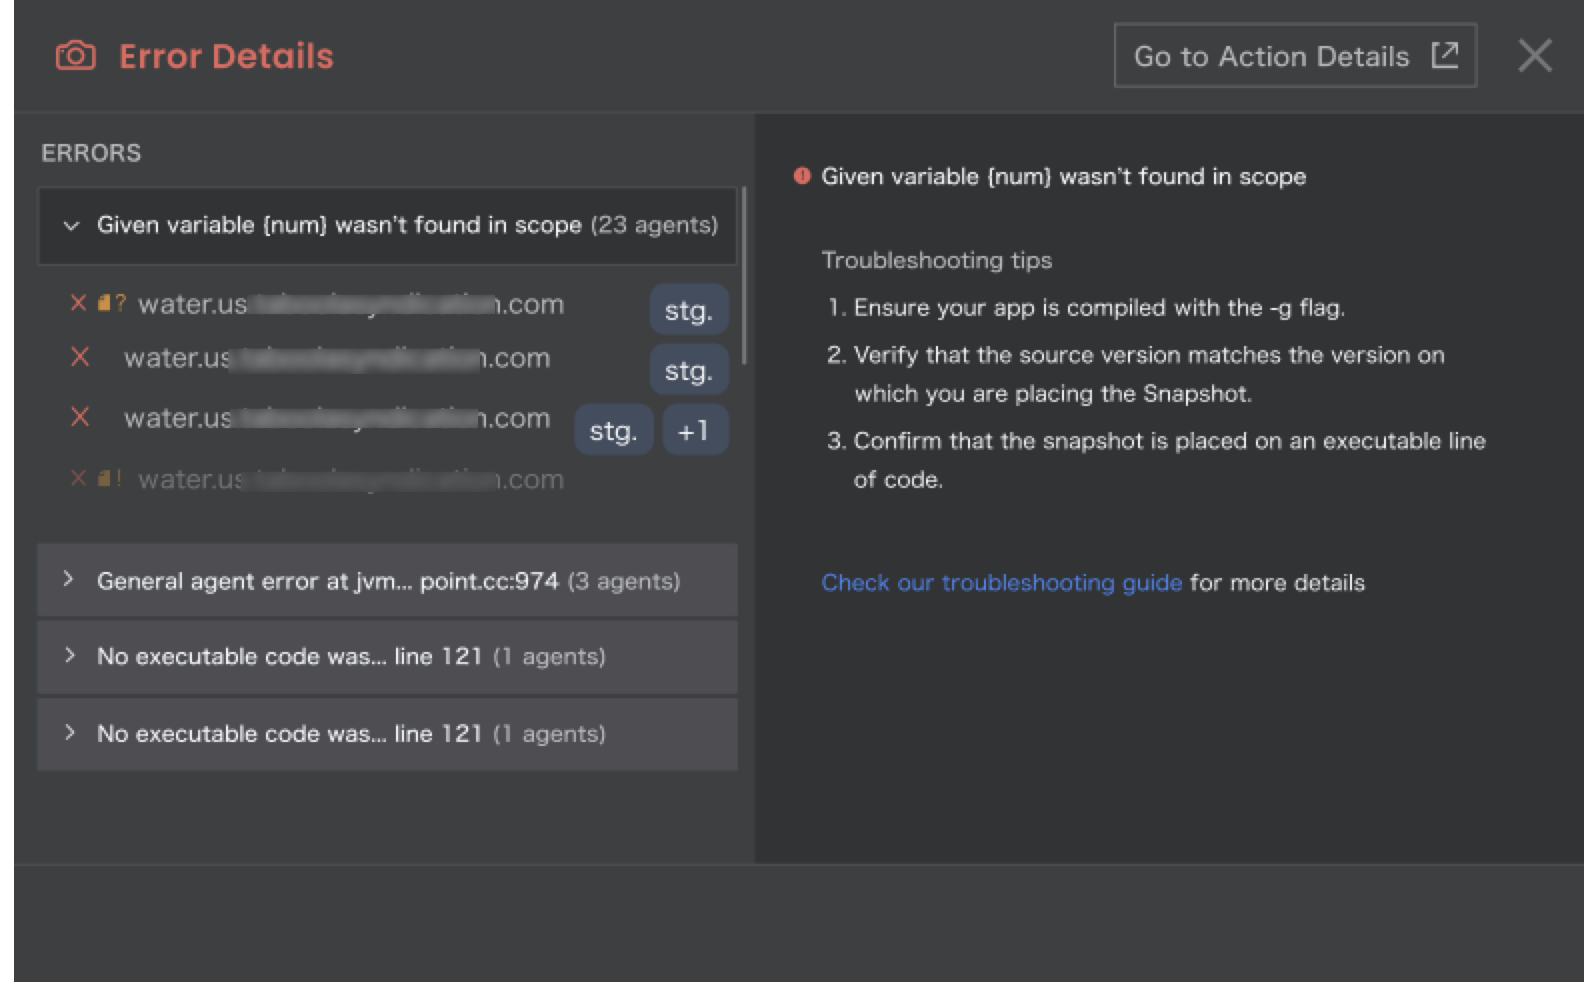 Error Details
Go to Action Details
ERRORS
Given variable {num} wasn't found in scope (23 agents)
? water.us .com stg.
water.us .com stg.
water.us .com stg. +1
! water.us .com
General agent error at jvm... point.cc:974 (3 agents)
No executable code was... line 121 (1 agents)
No executable code was... line 121 (1 agents)
Given variable {num} wasn't found in scope
Troubleshooting tips
1. Ensure your app is compiled with the -g flag.
2. Verify that the source version matches the version on
which you are placing the Snapshot.
3. Confirm that the snapshot is placed on an executable line
of code.
Check our troubleshooting guide for more details